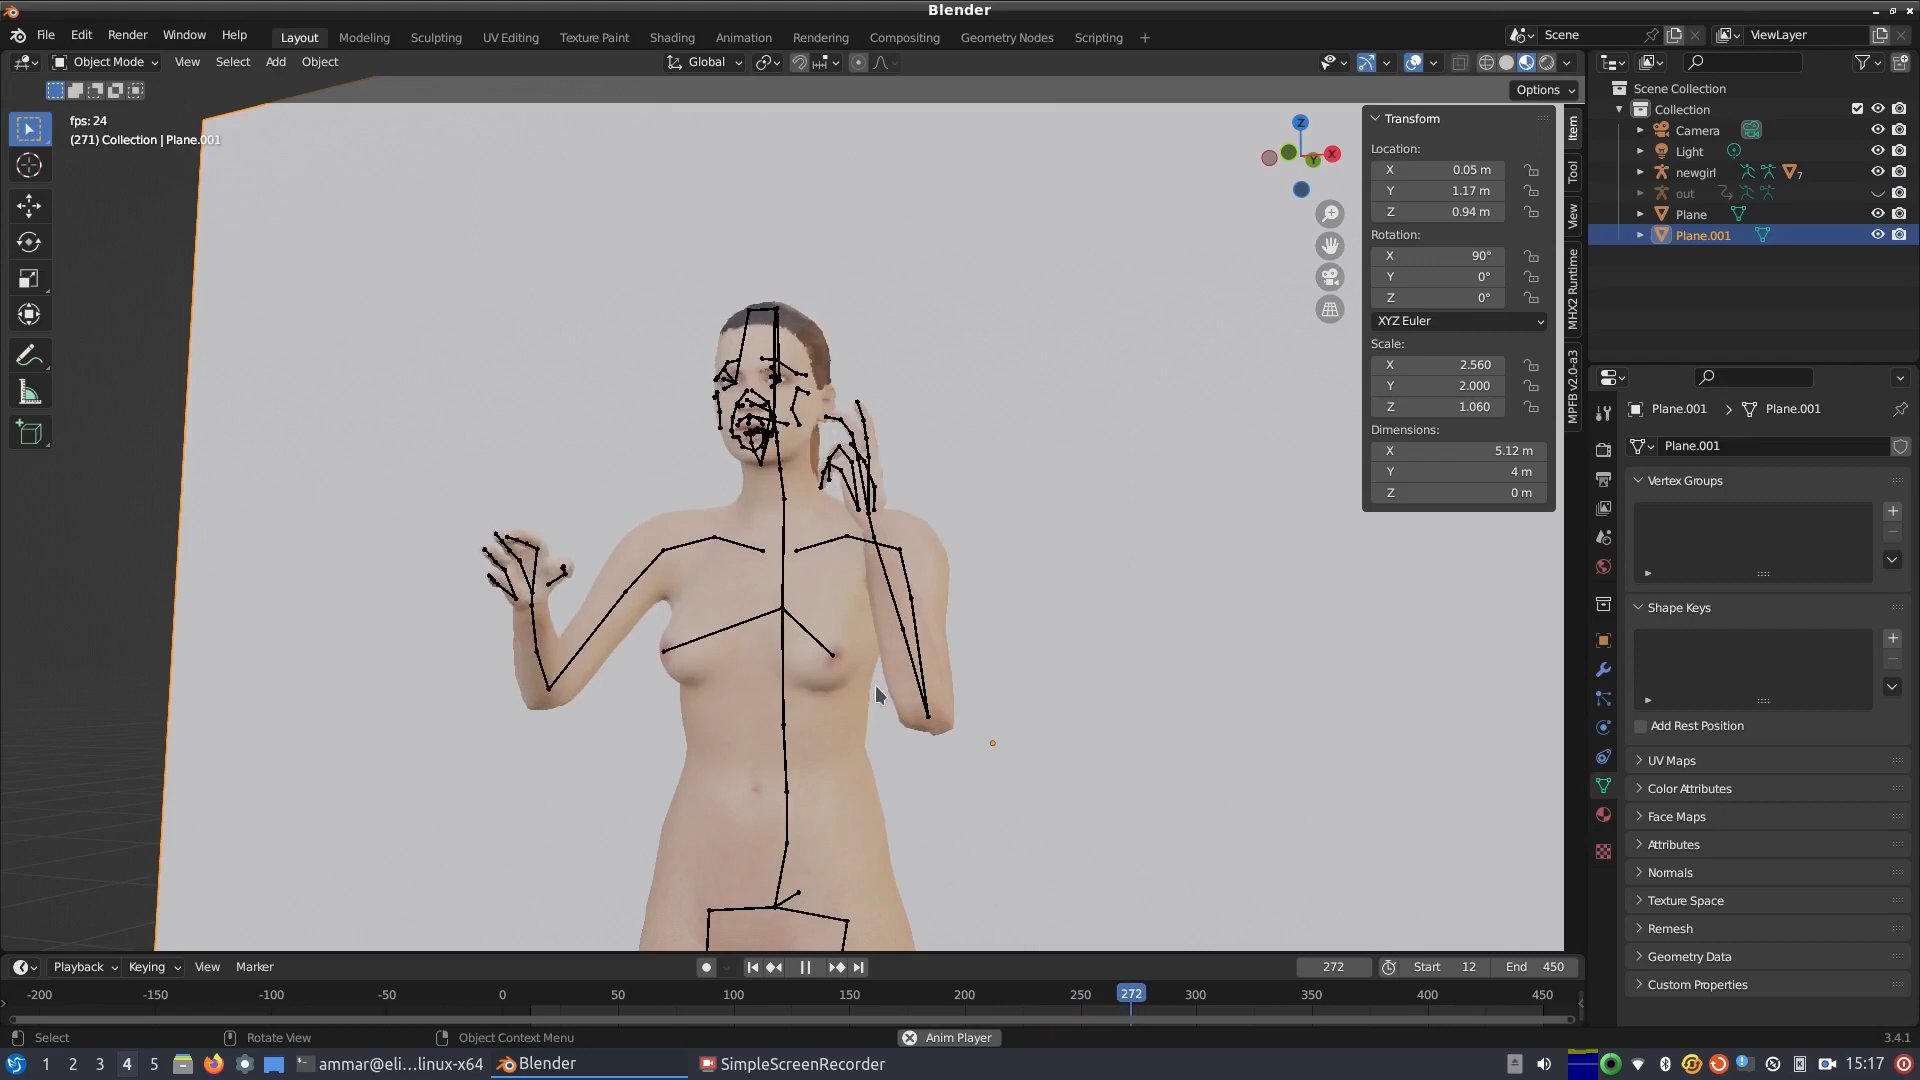 Blender
File Edit Render Window Help Layout Modeling Sculpting UV Editing Texture Paint Shading Animation Rendering Compositing Geometry Nodes Scripting + Scene ViewLayer
Object Mode View Select Add Object Global
Options
fps: 24
(271) Collection | Plane.001
Z
X
Y
Transform
Location:
X 0.05 m
Y 1.17 m
Z 0.94 m
Rotation:
X 90°
Y 0°
Z 0°
XYZ Euler
Scale:
X 2.560
Y 2.000
Z 1.060
Dimensions:
X 5.12 m
Y 4 m
Z 0 m
Item
Tool
View
MHX2 Runtime
MPFB v2.0-a3
Scene Collection
Collection
Camera
Light
newgirl 7
out
Plane
Plane.001
Plane.001 > Plane.001
Plane.001
Vertex Groups
Shape Keys
Add Rest Position
UV Maps
Color Attributes
Face Maps
Attributes
Normals
Texture Space
Remesh
Geometry Data
Custom Properties
Playback Keying View Marker 272 Start 12 End 450
-200 -150 -100 -50 0 50 100 150 200 250 272 300 350 400 450
Select Rotate View Object Context Menu Anim Player 3.4.1
1 2 3 4 5 ammar@eli...linux-x64 Blender SimpleScreenRecorder 15:17